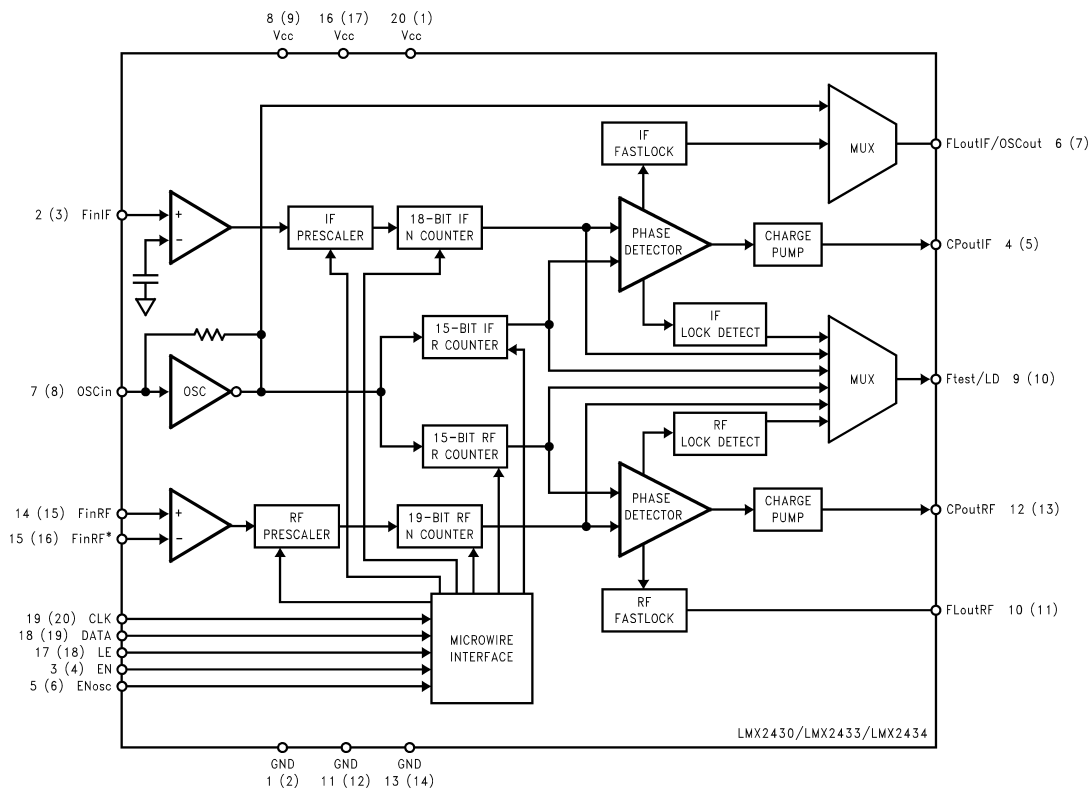 8 (9) 16 (17) 20 (1)
Vcc Vcc Vcc
IF
FASTLOCK
MUX
FLoutIF/OSCout 6 (7)
2 (3) FinIF
+
-
IF
PRESCALER
18-BIT IF
N COUNTER
PHASE
DETECTOR
CHARGE
PUMP
CPoutIF 4 (5)
15-BIT IF
R COUNTER
IF
LOCK DETECT
7 (8) OSCin
OSC
MUX
Ftest/LD 9 (10)
15-BIT RF
R COUNTER
RF
LOCK DETECT
14 (15) FinRF
15 (16) FinRF*
+
-
RF
PRESCALER
19-BIT RF
N COUNTER
PHASE
DETECTOR
CHARGE
PUMP
CPoutRF 12 (13)
RF
FASTLOCK
FLoutRF 10 (11)
19 (20) CLK
18 (19) DATA
17 (18) LE
3 (4) EN
5 (6) ENosc
MICROWIRE
INTERFACE
LMX2430/LMX2433/LMX2434
GND GND GND
1 (2) 11 (12) 13 (14)